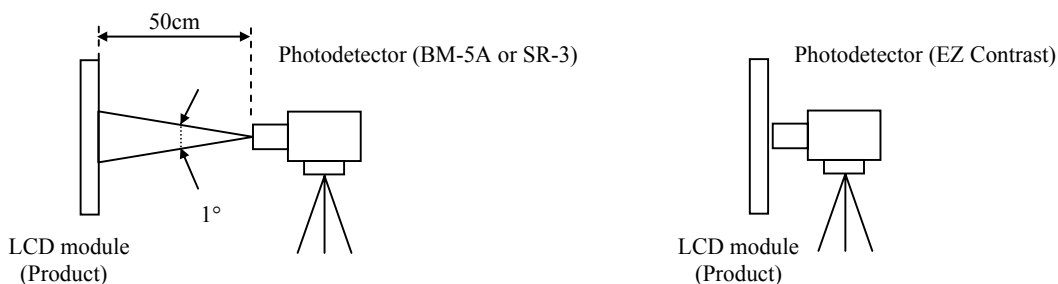 50cm
Photodetector (BM-5A or SR-3)
1°
LCD module
(Product)
Photodetector (EZ Contrast)
LCD module
(Product)